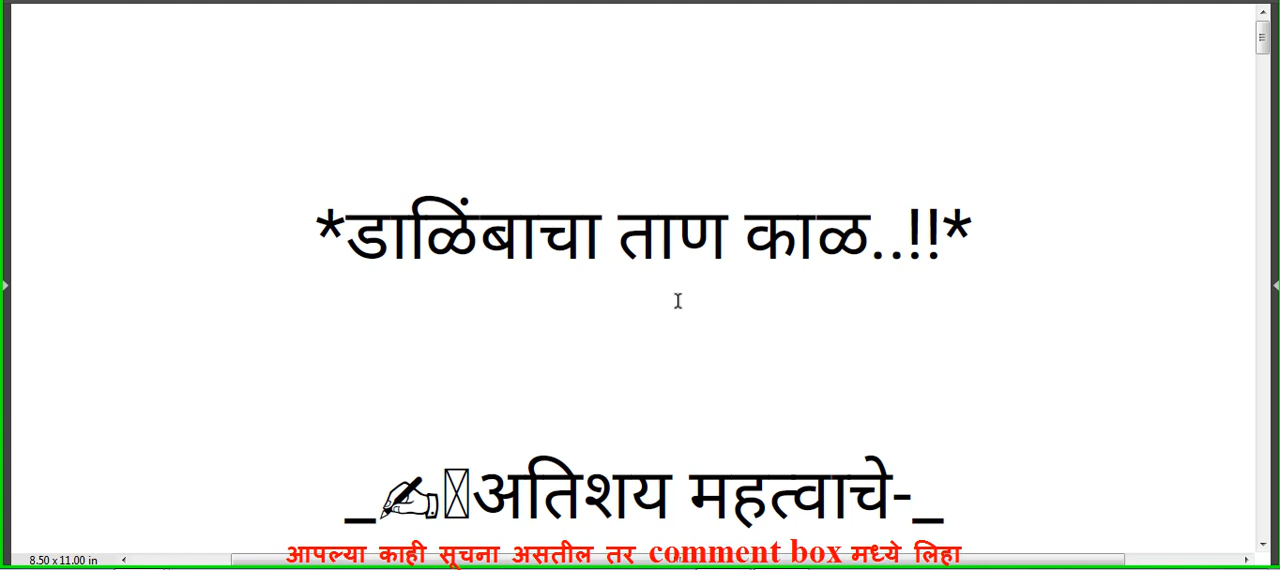 *डाळिंबाचा ताण काळ..!!*
_✍️अतिशय महत्वाचे-_
आपल्या काही सूचना असतील तर comment box मध्ये लिहा
8.50 x 11.00 in